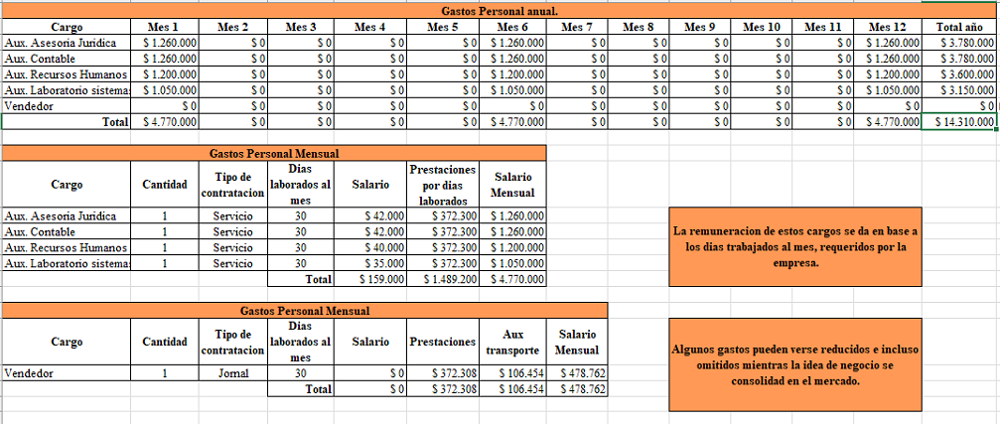 Gastos Personal anual.
Cargo Mes 1 Mes 2 Mes 3 Mes 4 Mes 5 Mes 6 Mes 7 Mes 8 Mes 9 Mes 10 Mes 11 Mes 12 Total año
Aux. Asesoria Juridica $ 1.260.000 $ 0 $ 0 $ 0 $ 0 $ 1.260.000 $ 0 $ 0 $ 0 $ 0 $ 0 $ 1.260.000 $ 3.780.000
Aux. Contable $ 1.260.000 $ 0 $ 0 $ 0 $ 0 $ 1.260.000 $ 0 $ 0 $ 0 $ 0 $ 0 $ 1.260.000 $ 3.780.000
Aux. Recursos Humanos $ 1.200.000 $ 0 $ 0 $ 0 $ 0 $ 1.200.000 $ 0 $ 0 $ 0 $ 0 $ 0 $ 1.200.000 $ 3.600.000
Aux. Laboratorio sistema $ 1.050.000 $ 0 $ 0 $ 0 $ 0 $ 1.050.000 $ 0 $ 0 $ 0 $ 0 $ 0 $ 1.050.000 $ 3.150.000
Vendedor $ 0 $ 0 $ 0 $ 0 $ 0 $ 0 $ 0 $ 0 $ 0 $ 0 $ 0 $ 0 $ 0
Total $ 4.770.000 $ 0 $ 0 $ 0 $ 0 $ 4.770.000 $ 0 $ 0 $ 0 $ 0 $ 0 $ 4.770.000 $ 14.310.000
Gastos Personal Mensual
Cargo Cantidad Tipo de contratacion Dias laborados al mes Salario Prestaciones por dias laborados Salario Mensual
Aux. Asesoria Juridica 1 Servicio 30 $ 42.000 $ 372.300 $ 1.260.000
Aux. Contable 1 Servicio 30 $ 42.000 $ 372.300 $ 1.260.000
Aux. Recursos Humanos 1 Servicio 30 $ 40.000 $ 372.300 $ 1.200.000
Aux. Laboratorio sistema 1 Servicio 30 $ 35.000 $ 372.300 $ 1.050.000
Total $ 159.000 $ 1.489.200 $ 4.770.000
La remuneracion de estos cargos se da en base a
los dias trabajados al mes, requeridos por la
empresa.
Gastos Personal Mensual
Cargo Cantidad Tipo de contratacion Dias laborados al mes Salario Prestaciones Aux transporte Salario Mensual
Vendedor 1 Jornal 30 $ 0 $ 372.308 $ 106.454 $ 478.762
Total $ 0 $ 372.308 $ 106.454 $ 478.762
Algunos gastos pueden verse reducidos e incluso
omitidos mientras la idea de negocio se
consolidad en el mercado.